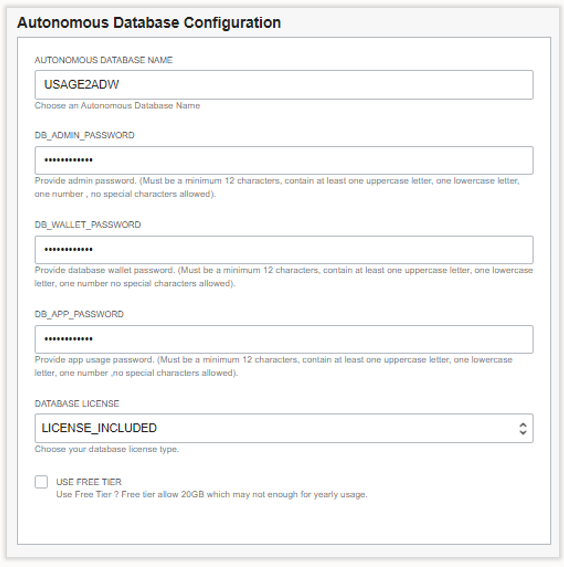 Autonomous Database Configuration
AUTONOMOUS DATABASE NAME
USAGE2ADW
Choose an Autonomous Database Name
DB_ADMIN_PASSWORD
••••••••••••
Provide admin password. (Must be a minimum 12 characters, contain at least one uppercase letter, one lowercase letter,
one number , no special characters allowed).
DB_WALLET_PASSWORD
••••••••••••
Provide database wallet password. (Must be a minimum 12 characters, contain at least one uppercase letter, one lowercase
letter, one number no special characters allowed).
DB_APP_PASSWORD
••••••••••••
Provide app usage password. (Must be a minimum 12 characters, contain at least one uppercase letter, one lowercase
letter, one number ,no special characters allowed).
DATABASE LICENSE
LICENSE_INCLUDED
Choose your database license type.
USE FREE TIER
Use Free Tier ? Free tier allow 20GB which may not enough for yearly usage.